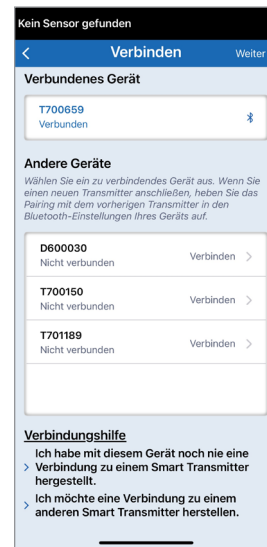 Kein Sensor gefunden
Verbinden Weiter
Verbundenes Gerät
T700659
Verbunden
Andere Geräte
Wählen Sie ein zu verbindendes Gerät aus. Wenn Sie
einen neuen Transmitter anschließen, heben Sie das
Pairing mit dem vorherigen Transmitter in den
Bluetooth-Einstellungen Ihres Geräts auf.
D600030
Nicht verbunden Verbinden
T700150
Nicht verbunden Verbinden
T701189
Nicht verbunden Verbinden
Verbindungshilfe
Ich habe mit diesem Gerät noch nie eine
Verbindung zu einem Smart Transmitter
hergestellt.
Ich möchte eine Verbindung zu einem
anderen Smart Transmitter herstellen.